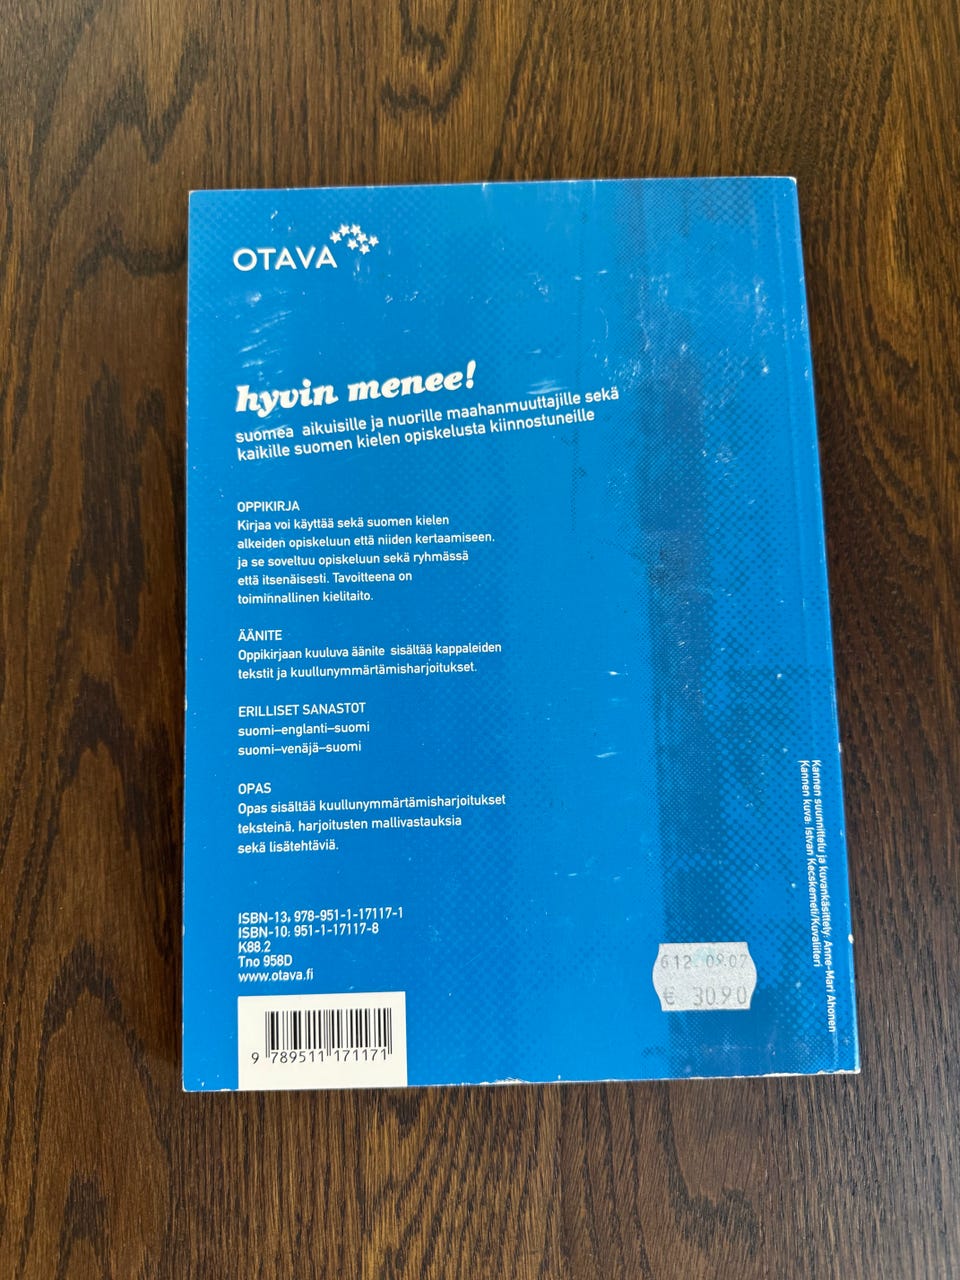 OTAVA
hyvin menee!
suomea aikuisille ja nuorille maahanmuuttajille sekä
kaikille suomen kielen opiskelusta kiinnostuneille
OPPIKIRJA
Kirjaa voi käyttää sekä suomen kielen
alkeiden opiskeluun että niiden kertaamiseen,
ja se soveltuu opiskeluun sekä ryhmässä
että itsenäisesti. Tavoitteena on
toiminnallinen kielitaito.
ÄÄNITE
Oppikirjaan kuuluva äänite sisältää kappaleiden
tekstit ja kuullunymmärtämisharjoitukset.
ERILLISET SANASTOT
suomi–englanti–suomi
suomi–venäjä–suomi
OPAS
Opas sisältää kuullunymmärtämisharjoitukset
teksteinä, harjoitusten mallivastauksia
sekä lisätehtäviä.
ISBN-13: 978-951-1-17117-1
ISBN-10: 951-1-17117-8
K88.2
Tno 958D
www.otava.fi
9 789511 171171
612 09.07
€ 30.90
Kannen suunnittelu ja kuvankäsittely: Anne-Mari Ahonen
Kannen kuva: Istvan Kecskemeti/Kuvaliiteri